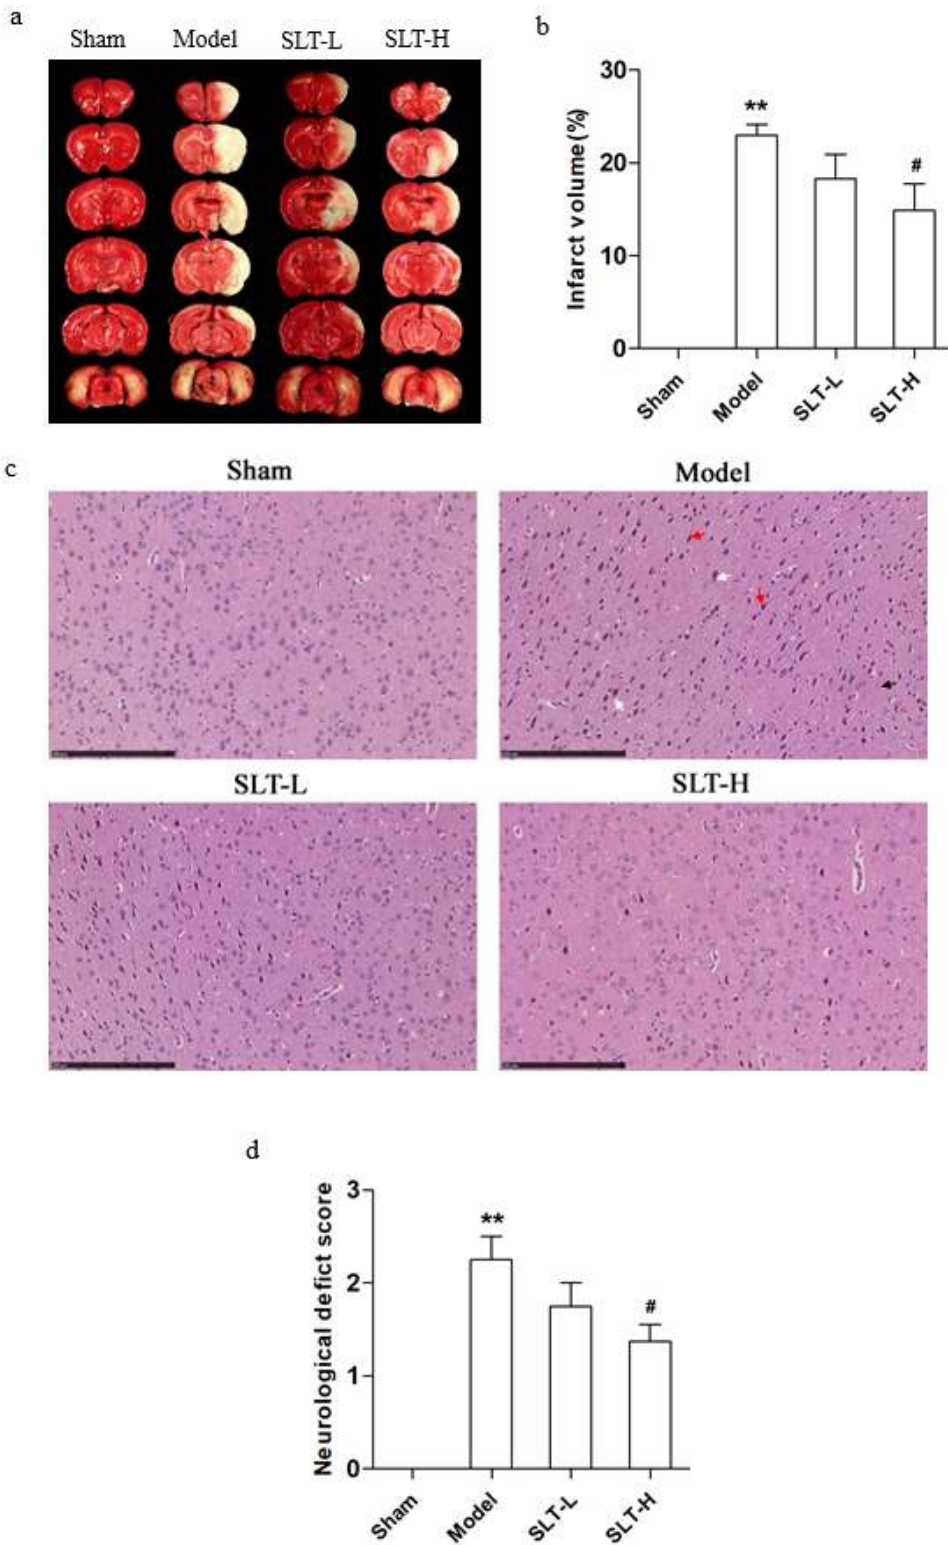 a
Sham Model SLT-L SLT-H
b
Infarct volume(%)
30
20
10
0
**
#
Sham Model SLT-L SLT-H
c
Sham Model
SLT-L SLT-H
d
Neurological defict score
3
2
1
0
**
#
Sham Model SLT-L SLT-H